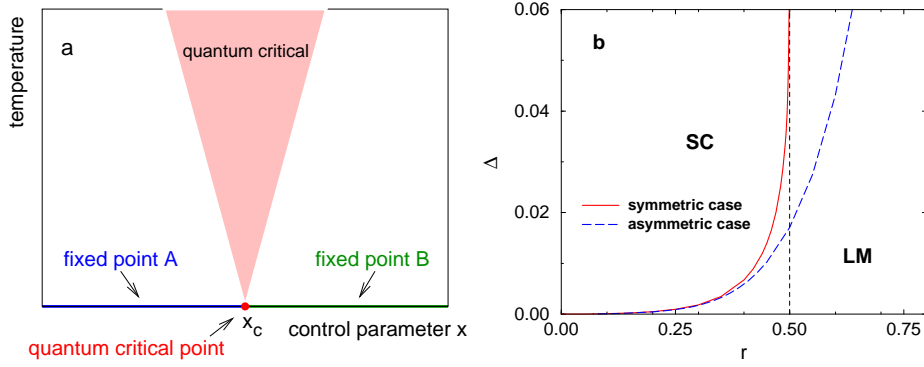 a
quantum critical
temperature
fixed point A
fixed point B
x_c
control parameter x
quantum critical point
b
0.06
0.04
0.02
0.00
Δ
SC
symmetric case
asymmetric case
LM
0.00 0.25 0.50 0.75
r